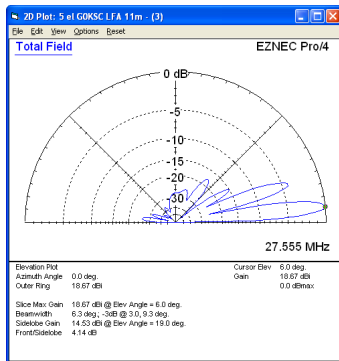 2D Plot: 5 el G0KSC LFA 11m - (3)
File Edit View Options Reset
Total Field
EZNEC Pro/4
0 dB
-5
-10
-15
-20
-30
27.555 MHz
Elevation Plot
Azimuth Angle 0.0 deg.
Outer Ring 18.67 dBi
Cursor Elev 6.0 deg.
Gain 18.67 dBi
0.0 dBmax
Slice Max Gain 18.67 dBi @ Elev Angle = 6.0 deg.
Beamwidth 6.3 deg.; -3dB @ 3.0, 9.3 deg.
Sidelobe Gain 14.53 dBi @ Elev Angle = 19.0 deg.
Front/Sidelobe 4.14 dB